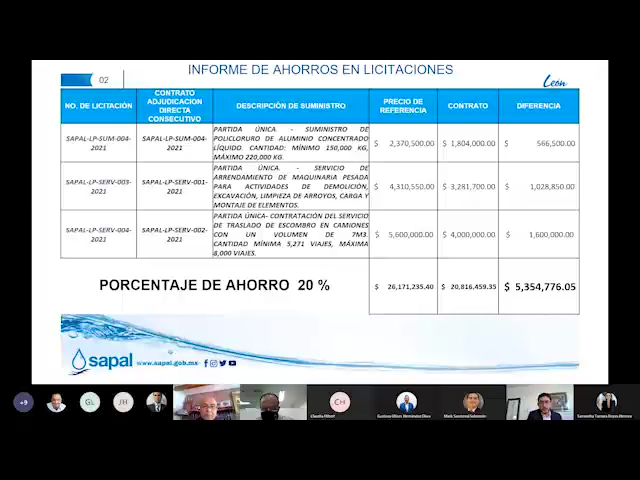 INFORME DE AHORROS EN LICITACIONES
02
León
NO. DE LICITACIÓN
CONTRATO
ADJUDICACION
DIRECTA
CONSECUTIVO
DESCRIPCIÓN DE SUMINISTRO
PRECIO DE
REFERENCIA
CONTRATO
DIFERENCIA
SAPAL-LP-SUM-004-
2021
SAPAL-LP-SUM-004-
2021
PARTIDA ÚNICA. - SUMINISTRO DE
POLICLORURO DE ALUMINIO CONCENTRADO
LÍQUIDO. CANTIDAD: MÍNIMO 150,000 KG,
MÁXIMO 220,000 KG.
$ 2,370,500.00
$ 1,804,000.00
$ 566,500.00
SAPAL-LP-SERV-003-
2021
SAPAL-LP-SERV-001-
2021
PARTIDA ÚNICA. - SERVICIO DE
ARRENDAMIENTO DE MAQUINARIA PESADA
PARA ACTIVIDADES DE DEMOLICIÓN,
EXCAVACIÓN, LIMPIEZA DE ARROYOS, CARGA Y
MONTAJE DE ELEMENTOS.
$ 4,310,550.00
$ 3,281,700.00
$ 1,028,850.00
SAPAL-LP-SERV-004-
2021
SAPAL-LP-SERV-002-
2021
PARTIDA ÚNICA- CONTRATACIÓN DEL SERVICIO
DE TRASLADO DE ESCOMBRO EN CAMIONES
CON UN VOLUMEN DE 7M3.
CANTIDAD MÍNIMA 5,271 VIAJES, MÁXIMA
8,000 VIAJES.
$ 5,600,000.00
$ 4,000,000.00
$ 1,600,000.00
PORCENTAJE DE AHORRO 20 %
$ 26,171,235.40
$ 20,816,459.35
$ 5,354,776.05
sapal
www.sapal.gob.mx
+9
GL
JH
CH